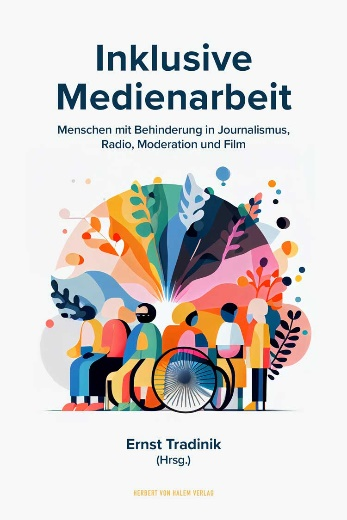 Inklusive
Medienarbeit
Menschen mit Behinderung in Journalismus,
Radio, Moderation und Film
Ernst Tradinik
(Hrsg.)
HERBERT VON HALEM VERLAG